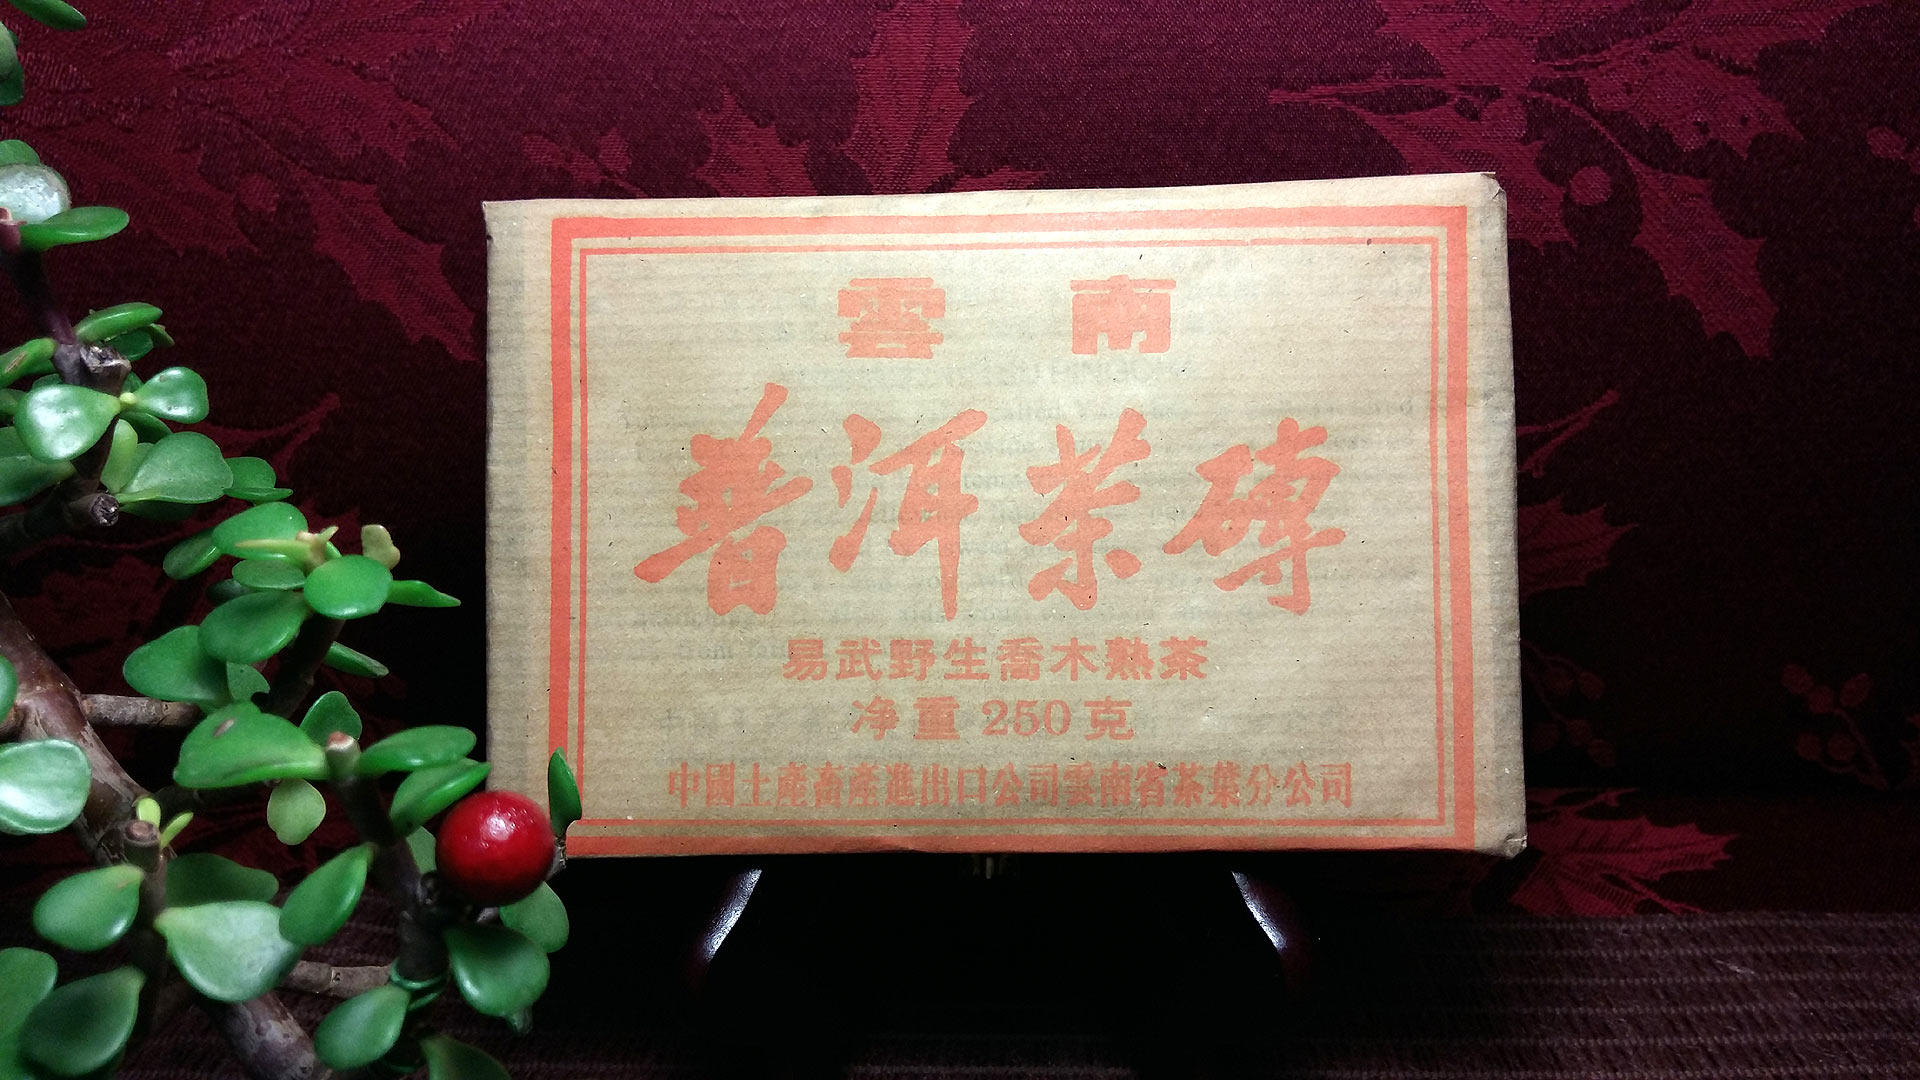 雲南
普洱茶磚
易武野生喬木熟茶
净重250克
中國土產畜產進出口公司雲南省茶葉分公司